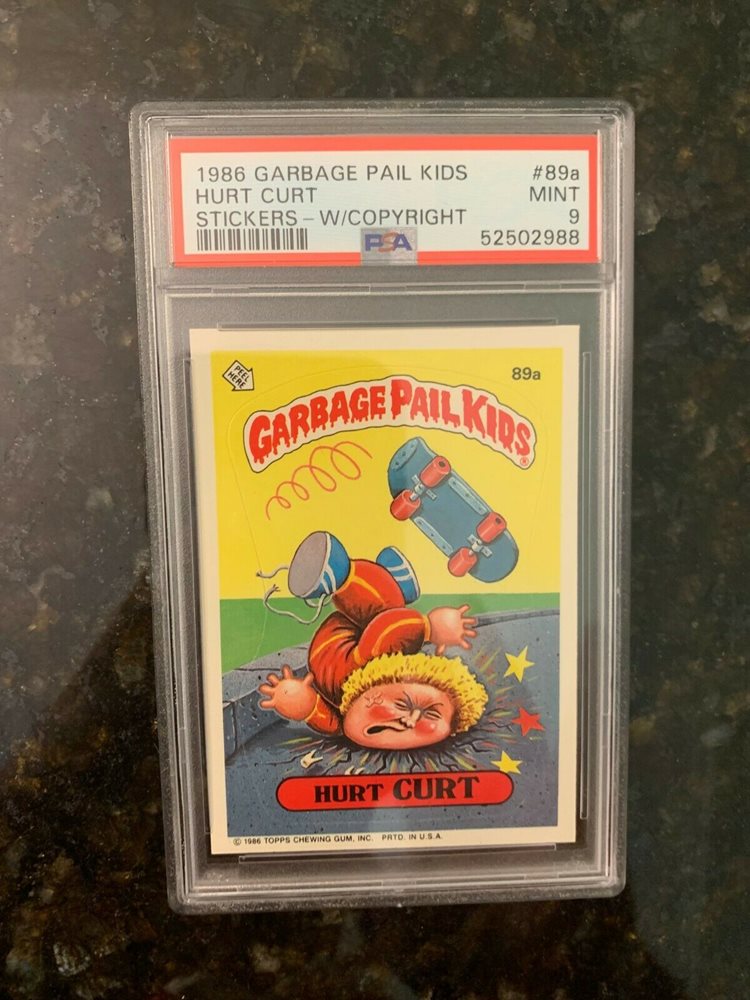 1986 GARBAGE PAIL KIDS #89a
HURT CURT MINT
STICKERS - W/COPYRIGHT 9
PSA 52502988
PEEL
HERE
89a
GARBAGE PAIL KIDS®
HURT CURT
© 1986 TOPPS CHEWING GUM, INC. PRTD. IN U.S.A.